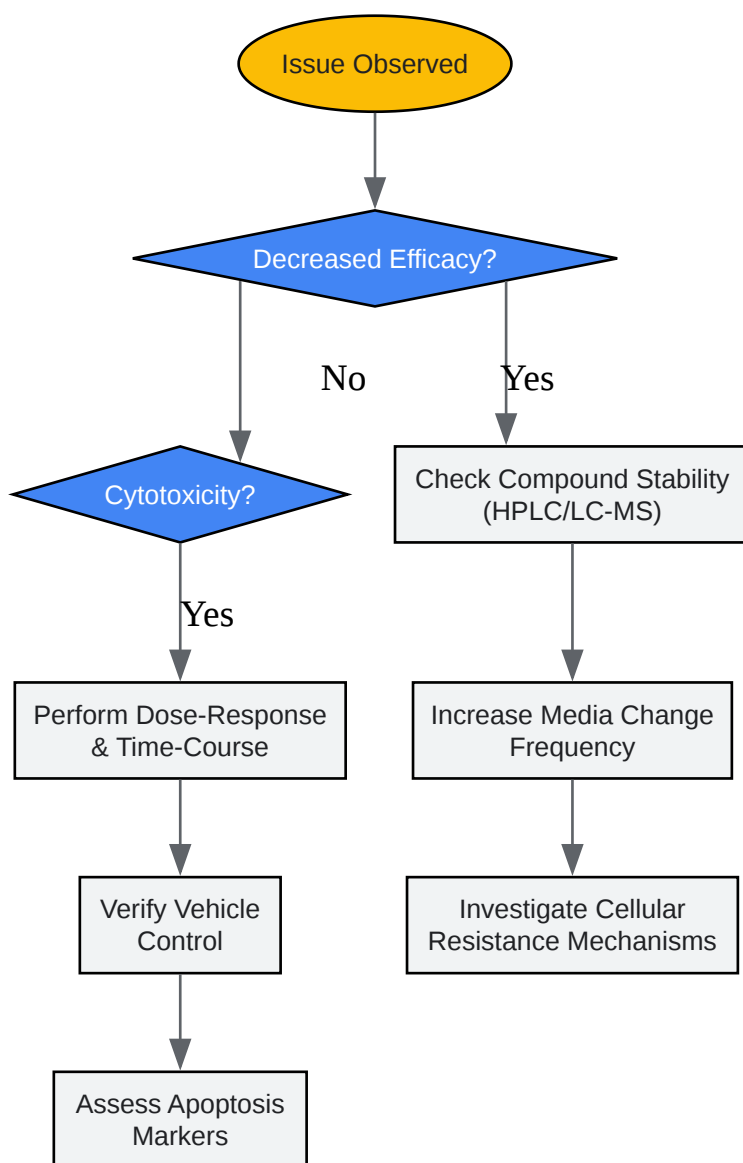 Issue Observed
Decreased Efficacy?
No
Yes
Cytotoxicity?
Check Compound Stability
(HPLC/LC-MS)
Yes
Perform Dose-Response
& Time-Course
Increase Media Change
Frequency
Verify Vehicle
Control
Investigate Cellular
Resistance Mechanisms
Assess Apoptosis
Markers